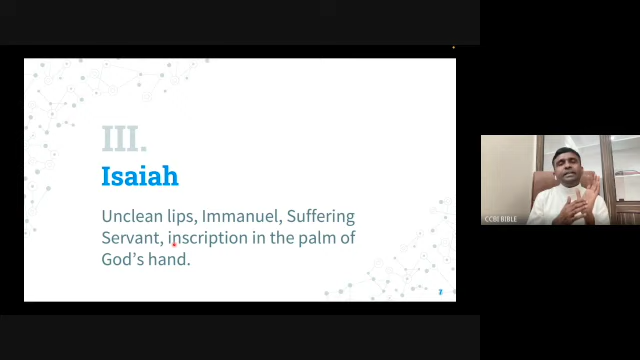 III.
Isaiah
Unclean lips, Immanuel, Suffering
Servant, inscription in the palm of
God's hand.
7
CCBI BIBLE